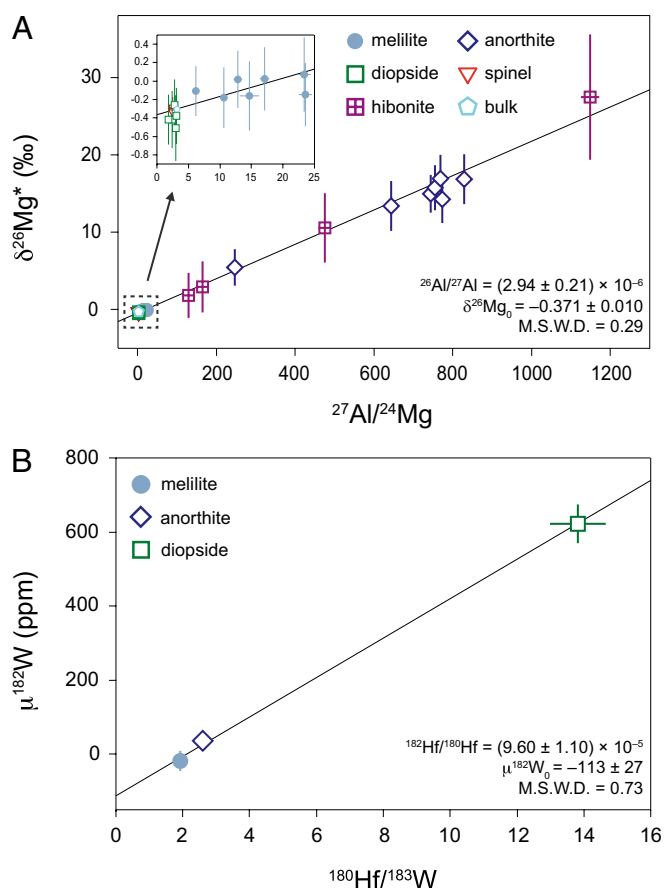 A
melilite
anorthite
diopside
spinel
hibonite
bulk
0.4
0.2
0.0
-0.2
-0.4
-0.6
-0.8
0 5 10 15 20 25
30
20
10
0
δ²⁶Mg* (‰)
²⁶Al/²⁷Al = (2.94 ± 0.21) × 10⁻⁶
δ²⁶Mg₀ = –0.371 ± 0.010
M.S.W.D. = 0.29
0 200 400 600 800 1000 1200
²⁷Al/²⁴Mg
B
800
600
400
200
0
μ¹⁸²W (ppm)
melilite
anorthite
diopside
¹⁸²Hf/¹⁸⁰Hf = (9.60 ± 1.10) × 10⁻⁵
μ¹⁸²W₀ = –113 ± 27
M.S.W.D. = 0.73
0 2 4 6 8 10 12 14 16
¹⁸⁰Hf/¹⁸³W